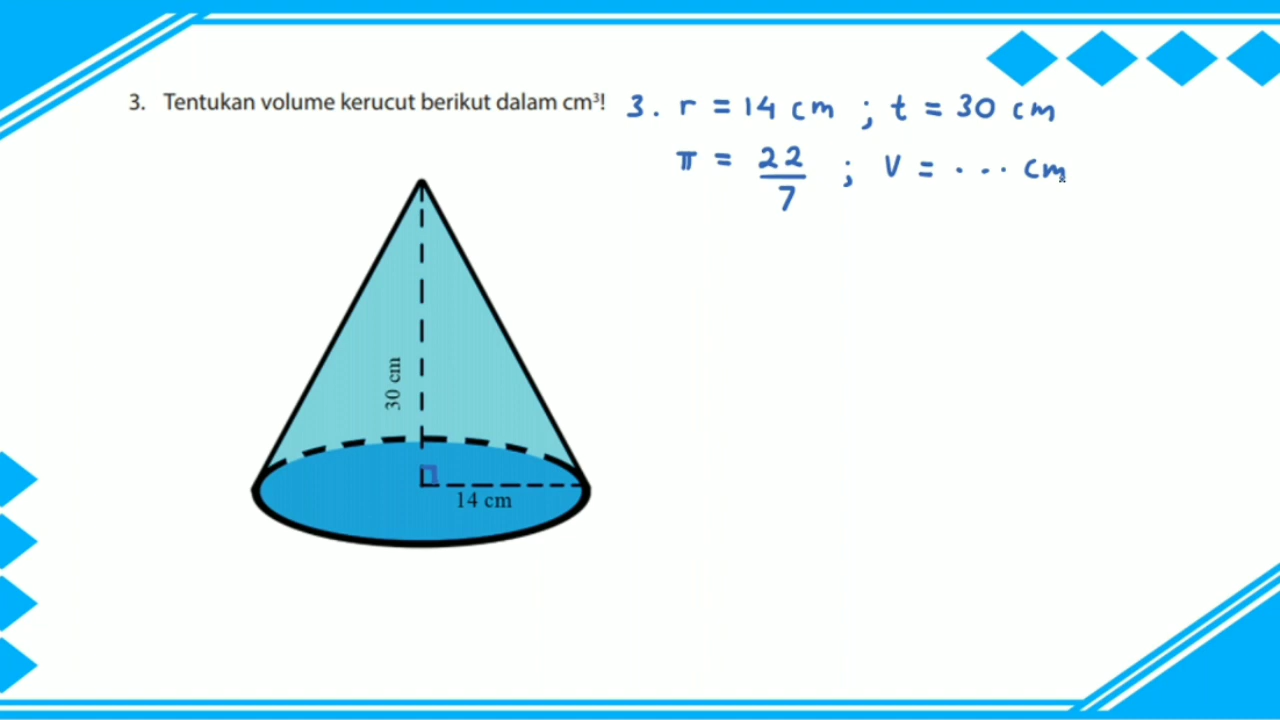 3. Tentukan volume kerucut berikut dalam cm³!
3. r = 14 cm ; t = 30 cm
π = 22/7 ; V = ... cm
30 cm
14 cm